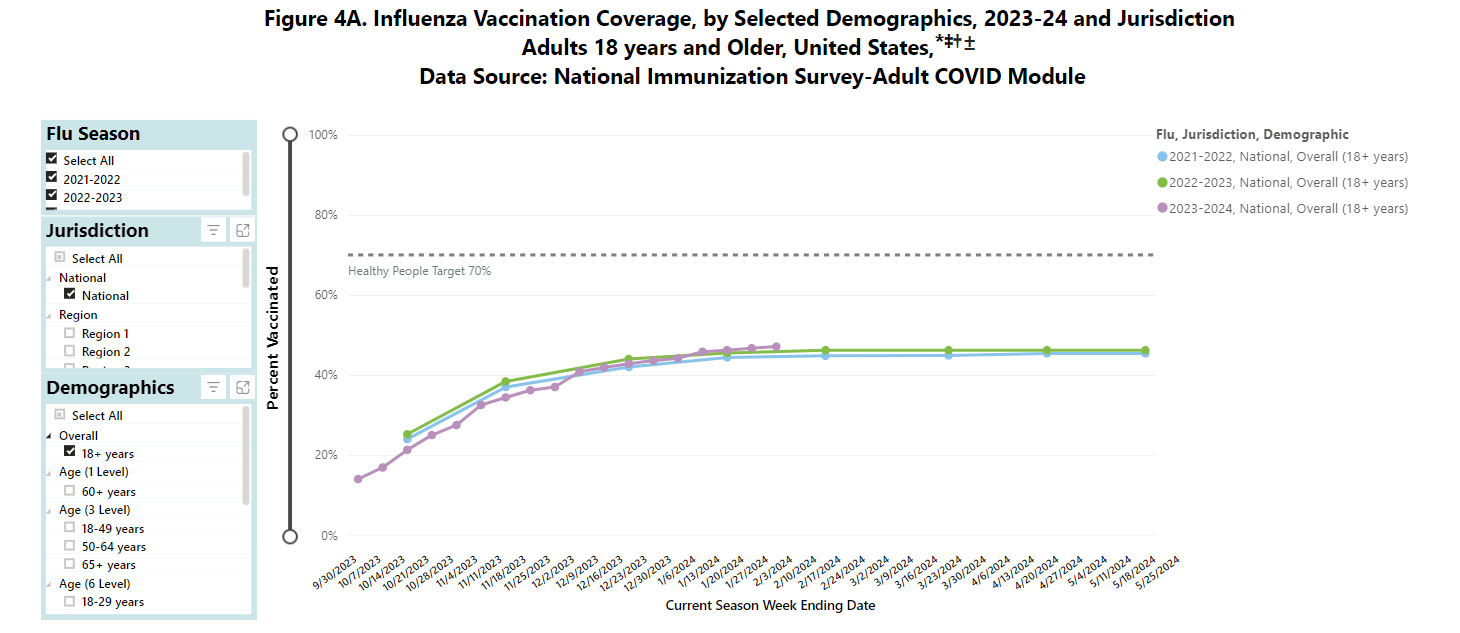 Figure 4A. Influenza Vaccination Coverage, by Selected Demographics, 2023-24 and Jurisdiction
Adults 18 years and Older, United States,*‡†±
Data Source: National Immunization Survey-Adult COVID Module
Flu Season
Select All
2021-2022
2022-2023
Jurisdiction
Select All
National
National
Region
Region 1
Region 2
Demographics
Select All
Overall
18+ years
Age (1 Level)
60+ years
Age (3 Level)
18-49 years
50-64 years
65+ years
Age (6 Level)
18-29 years
Percent Vaccinated
100%
80%
Healthy People Target 70%
60%
40%
20%
0%
9/30/2023
10/7/2023
10/14/2023
10/21/2023
10/28/2023
11/4/2023
11/11/2023
11/18/2023
11/25/2023
12/2/2023
12/9/2023
12/16/2023
12/23/2023
12/30/2023
1/6/2024
1/13/2024
1/20/2024
1/27/2024
2/3/2024
2/10/2024
2/17/2024
2/24/2024
3/2/2024
3/9/2024
3/16/2024
3/23/2024
3/30/2024
4/6/2024
4/13/2024
4/20/2024
4/27/2024
5/4/2024
5/11/2024
5/18/2024
5/25/2024
Current Season Week Ending Date
Flu, Jurisdiction, Demographic
2021-2022, National, Overall (18+ years)
2022-2023, National, Overall (18+ years)
2023-2024, National, Overall (18+ years)